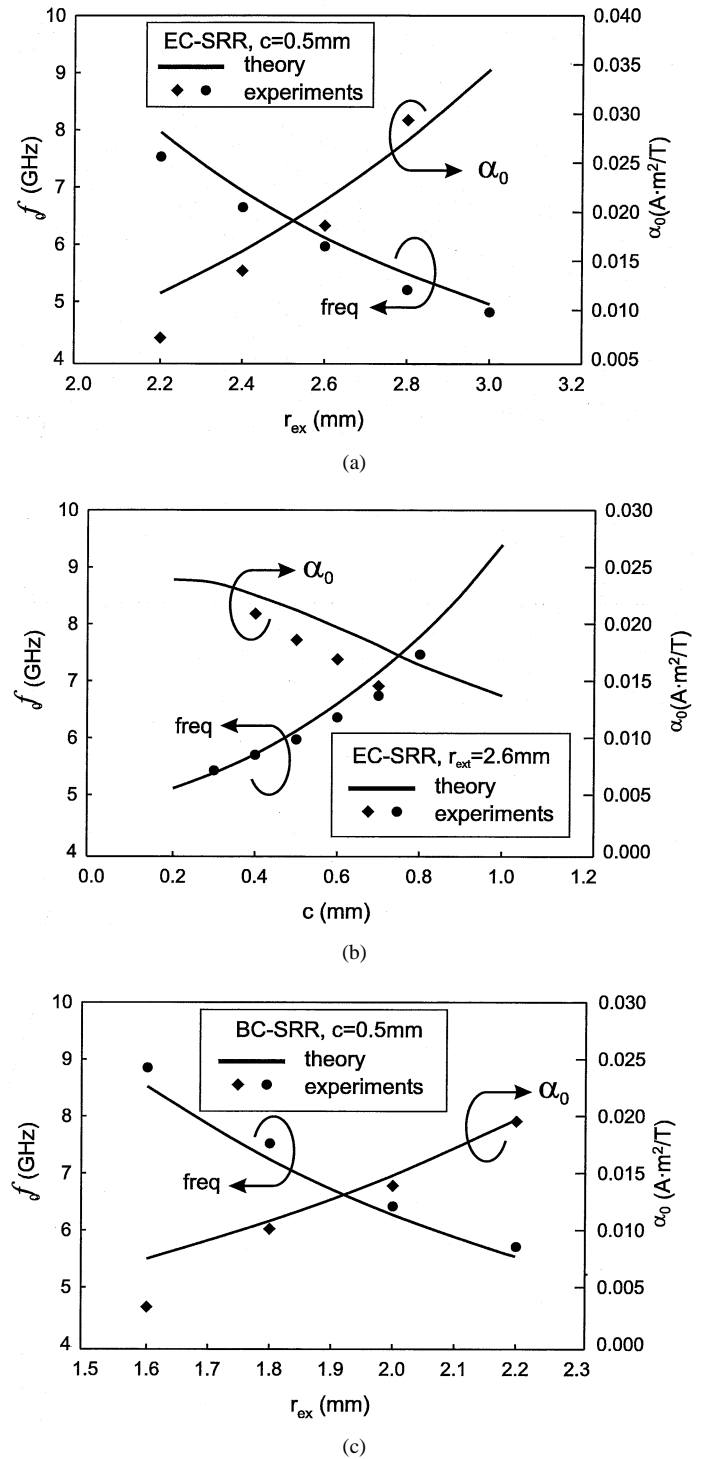 10
9
8
7
6
5
4
₀f (GHz)
EC-SRR, c=0.5mm
theory
experiments
α₀
freq
0.040
0.035
0.030
0.025
0.020
0.015
0.010
0.005
α₀(A·m²/T)
2.0 2.2 2.4 2.6 2.8 3.0 3.2
rₑₓ (mm)
(a)
10
9
8
7
6
5
4
₀f (GHz)
α₀
freq
EC-SRR, rₑₓₜ=2.6mm
theory
experiments
0.030
0.025
0.020
0.015
0.010
0.005
0.000
α₀(A·m²/T)
0.0 0.2 0.4 0.6 0.8 1.0 1.2
c (mm)
(b)
10
9
8
7
6
5
4
₀f (GHz)
BC-SRR, c=0.5mm
theory
experiments
α₀
freq
0.030
0.025
0.020
0.015
0.010
0.005
0.000
α₀ (A·m²/T)
1.5 1.6 1.7 1.8 1.9 2.0 2.1 2.2 2.3
rₑₓ (mm)
(c)